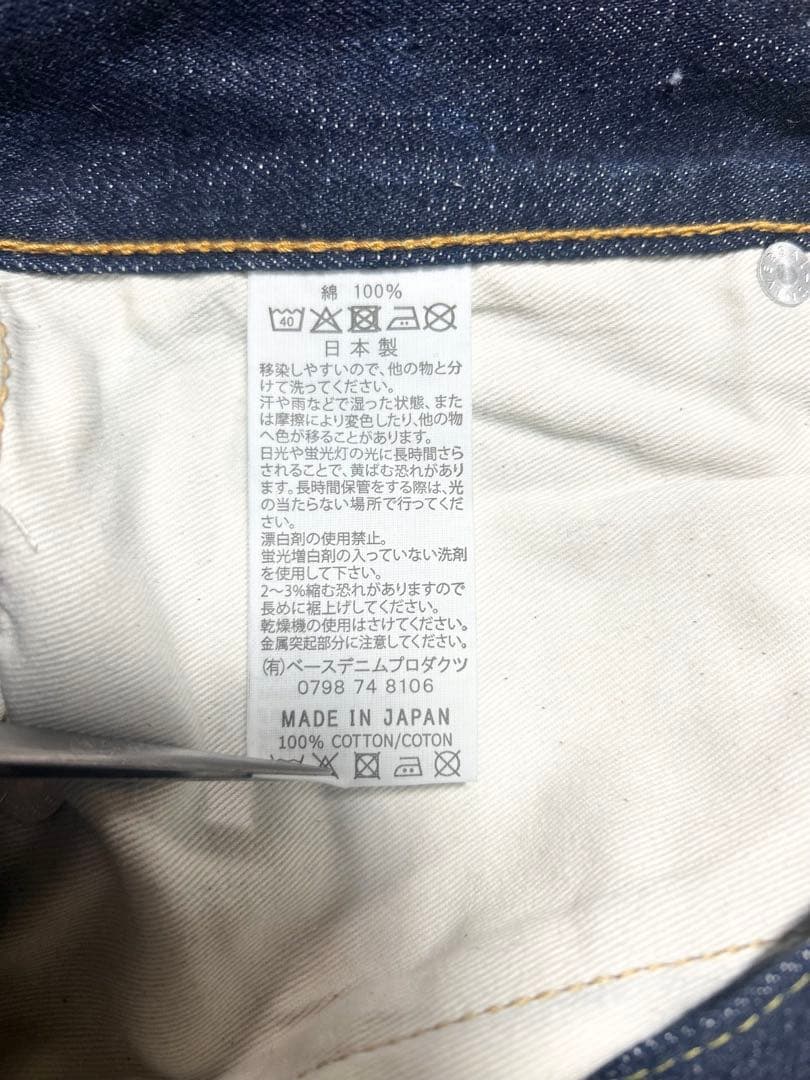 綿 100%
40
日本製
移染しやすいので、他の物と分
けて洗ってください。
汗や雨などで湿った状態、また
は摩擦により変色したり、他の物
へ色が移ることがあります。
日光や蛍光灯の光に長時間さら
されることで、黄ばむ恐れがあり
ます。長時間保管をする際は、光
の当たらない場所で行ってくだ
さい。
漂白剤の使用禁止。
蛍光増白剤の入っていない洗剤
を使用して下さい。
2〜3%縮む恐れがありますので
長めに裾上げしてください。
乾燥機の使用はさけてください。
金属突起部分に注意してください。
(有)ベースデニムプロダクツ
0798 74 8106
MADE IN JAPAN
100% COTTON/COTON